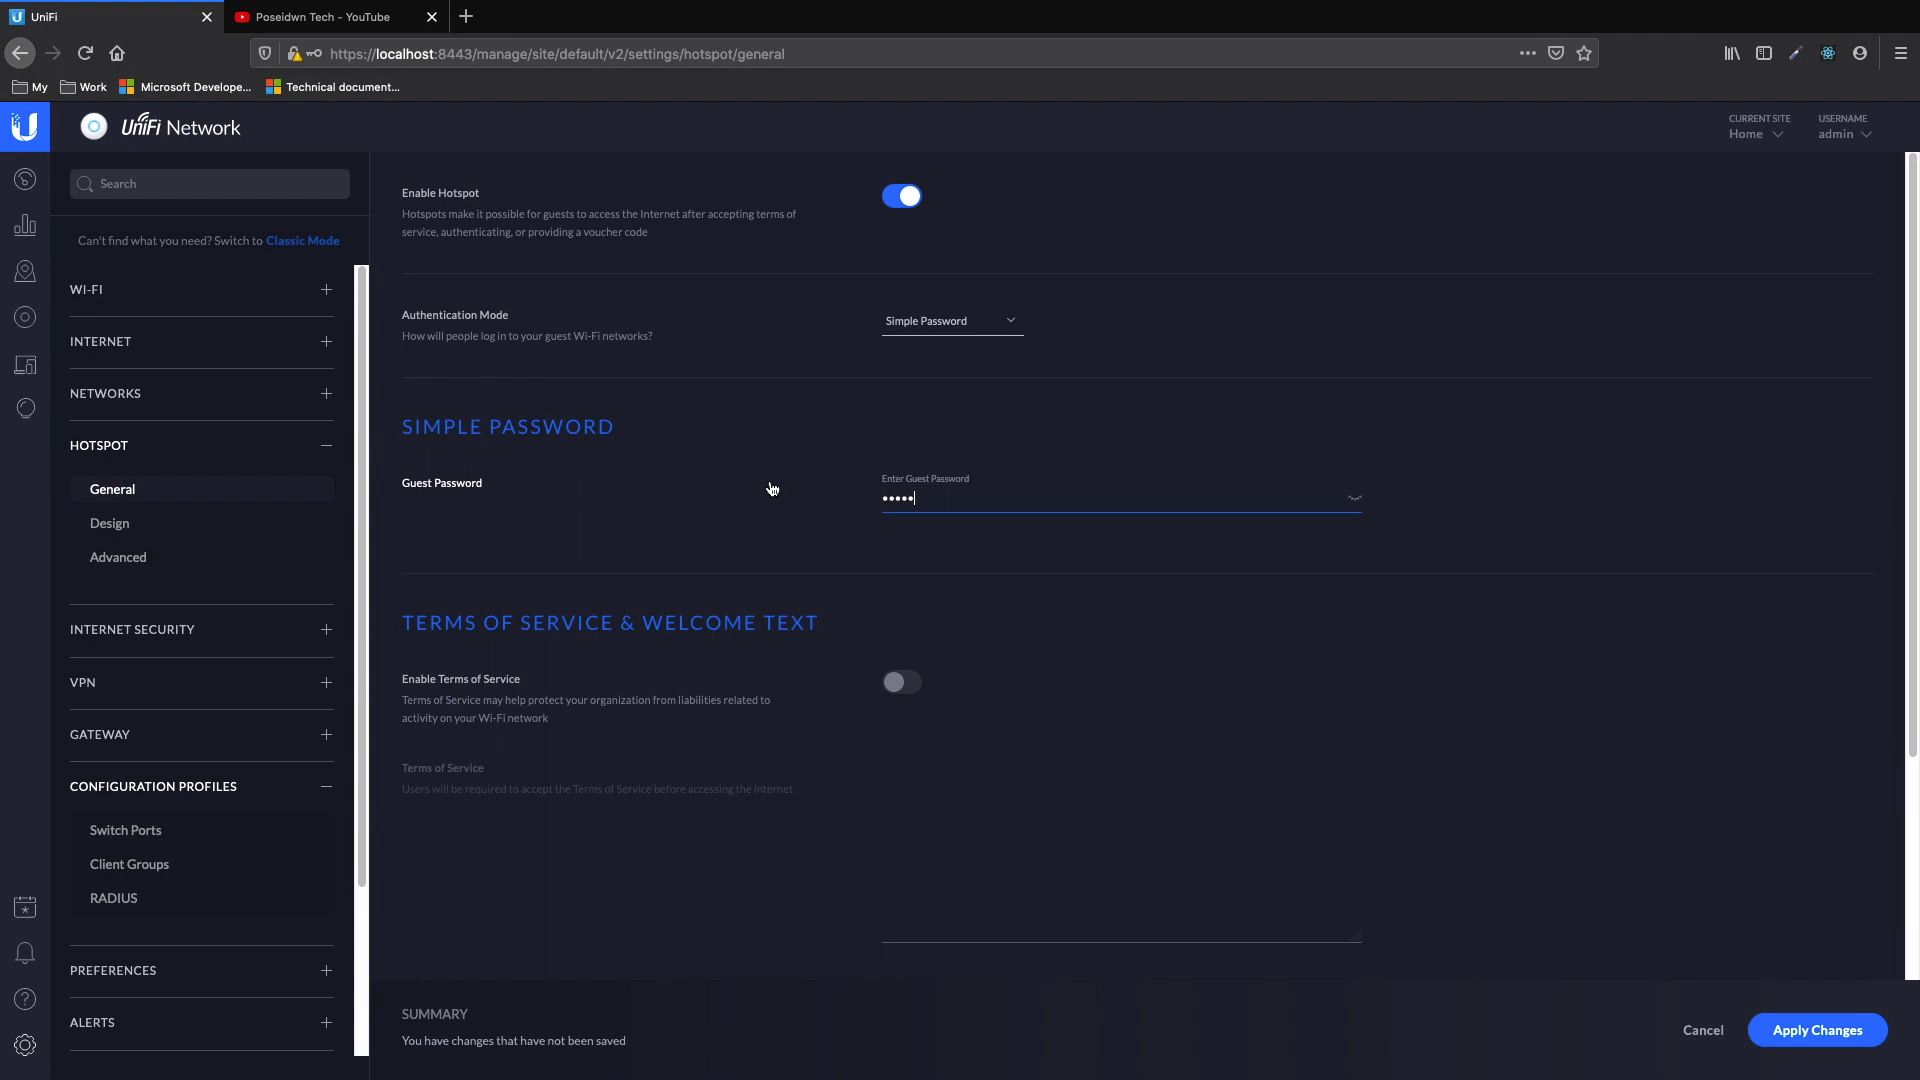 UniFi
Poseidwn Tech - YouTube
https://localhost:8443/manage/site/default/v2/settings/hotspot/general
My
Work
Microsoft Develope...
Technical document...
UniFi Network
CURRENT SITE
Home
USERNAME
admin
Search
Can't find what you need? Switch to Classic Mode
WI-FI
INTERNET
NETWORKS
HOTSPOT
General
Design
Advanced
INTERNET SECURITY
VPN
GATEWAY
CONFIGURATION PROFILES
Switch Ports
Client Groups
RADIUS
PREFERENCES
ALERTS
Enable Hotspot
Hotspots make it possible for guests to access the Internet after accepting terms of
service, authenticating, or providing a voucher code
Authentication Mode
How will people log in to your guest Wi-Fi networks?
Simple Password
SIMPLE PASSWORD
Guest Password
Enter Guest Password
•••••
TERMS OF SERVICE & WELCOME TEXT
Enable Terms of Service
Terms of Service may help protect your organization from liabilities related to
activity on your Wi-Fi network
Terms of Service
Users will be required to accept the Terms of Service before accessing the internet
SUMMARY
You have changes that have not been saved
Cancel
Apply Changes